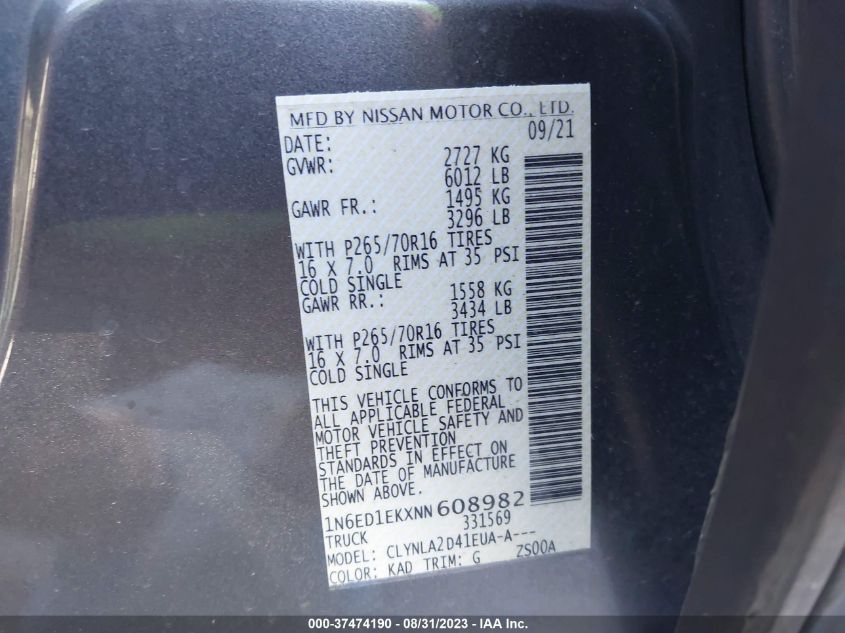 MFD BY NISSAN MOTOR CO., LTD.
DATE: 09/21
GVWR: 2727 KG
6012 LB
GAWR FR.: 1495 KG
3296 LB
WITH P265/70R16 TIRES
16 X 7.0 RIMS AT 35 PSI
COLD SINGLE
GAWR RR.: 1558 KG
3434 LB
WITH P265/70R16 TIRES
16 X 7.0 RIMS AT 35 PSI
COLD SINGLE
THIS VEHICLE CONFORMS TO
ALL APPLICABLE FEDERAL
MOTOR VEHICLE SAFETY AND
THEFT PREVENTION
STANDARDS IN EFFECT ON
THE DATE OF MANUFACTURE
SHOWN ABOVE.
1N6ED1EKXNN608982
TRUCK 331569
MODEL: CLYNLA2D41EUA-A---
COLOR: KAD TRIM: G ZS00A
000-37474190 - 08/31/2023 - IAA Inc.